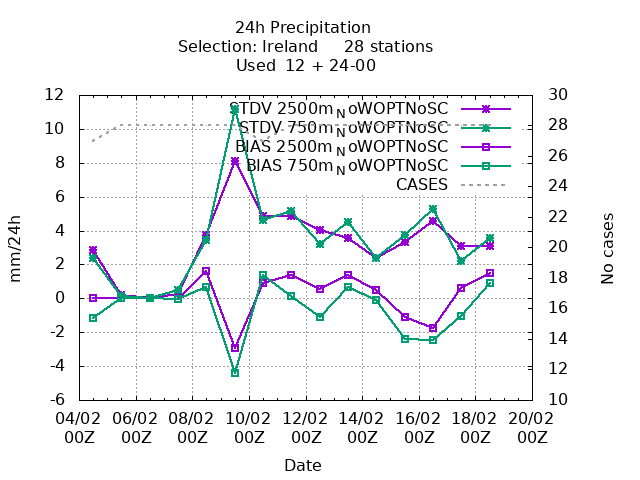 24h Precipitation
Selection: Ireland 28 stations
Used 12 + 24-00
12 30
STDV 2500m_NoWOPTNoSC
10 28
STDV 750m_NoWOPTNoSC
BIAS 2500m_NoWOPTNoSC
8 26
BIAS 750m_NoWOPTNoSC
CASES
24
6
22
4
20
2
18
0
16
-2
14
-4
12
-6 10
mm/24h
No cases
04/02 06/02 08/02 10/02 12/02 14/02 16/02 18/02 20/02
00Z 00Z 00Z 00Z 00Z 00Z 00Z 00Z 00Z
Date